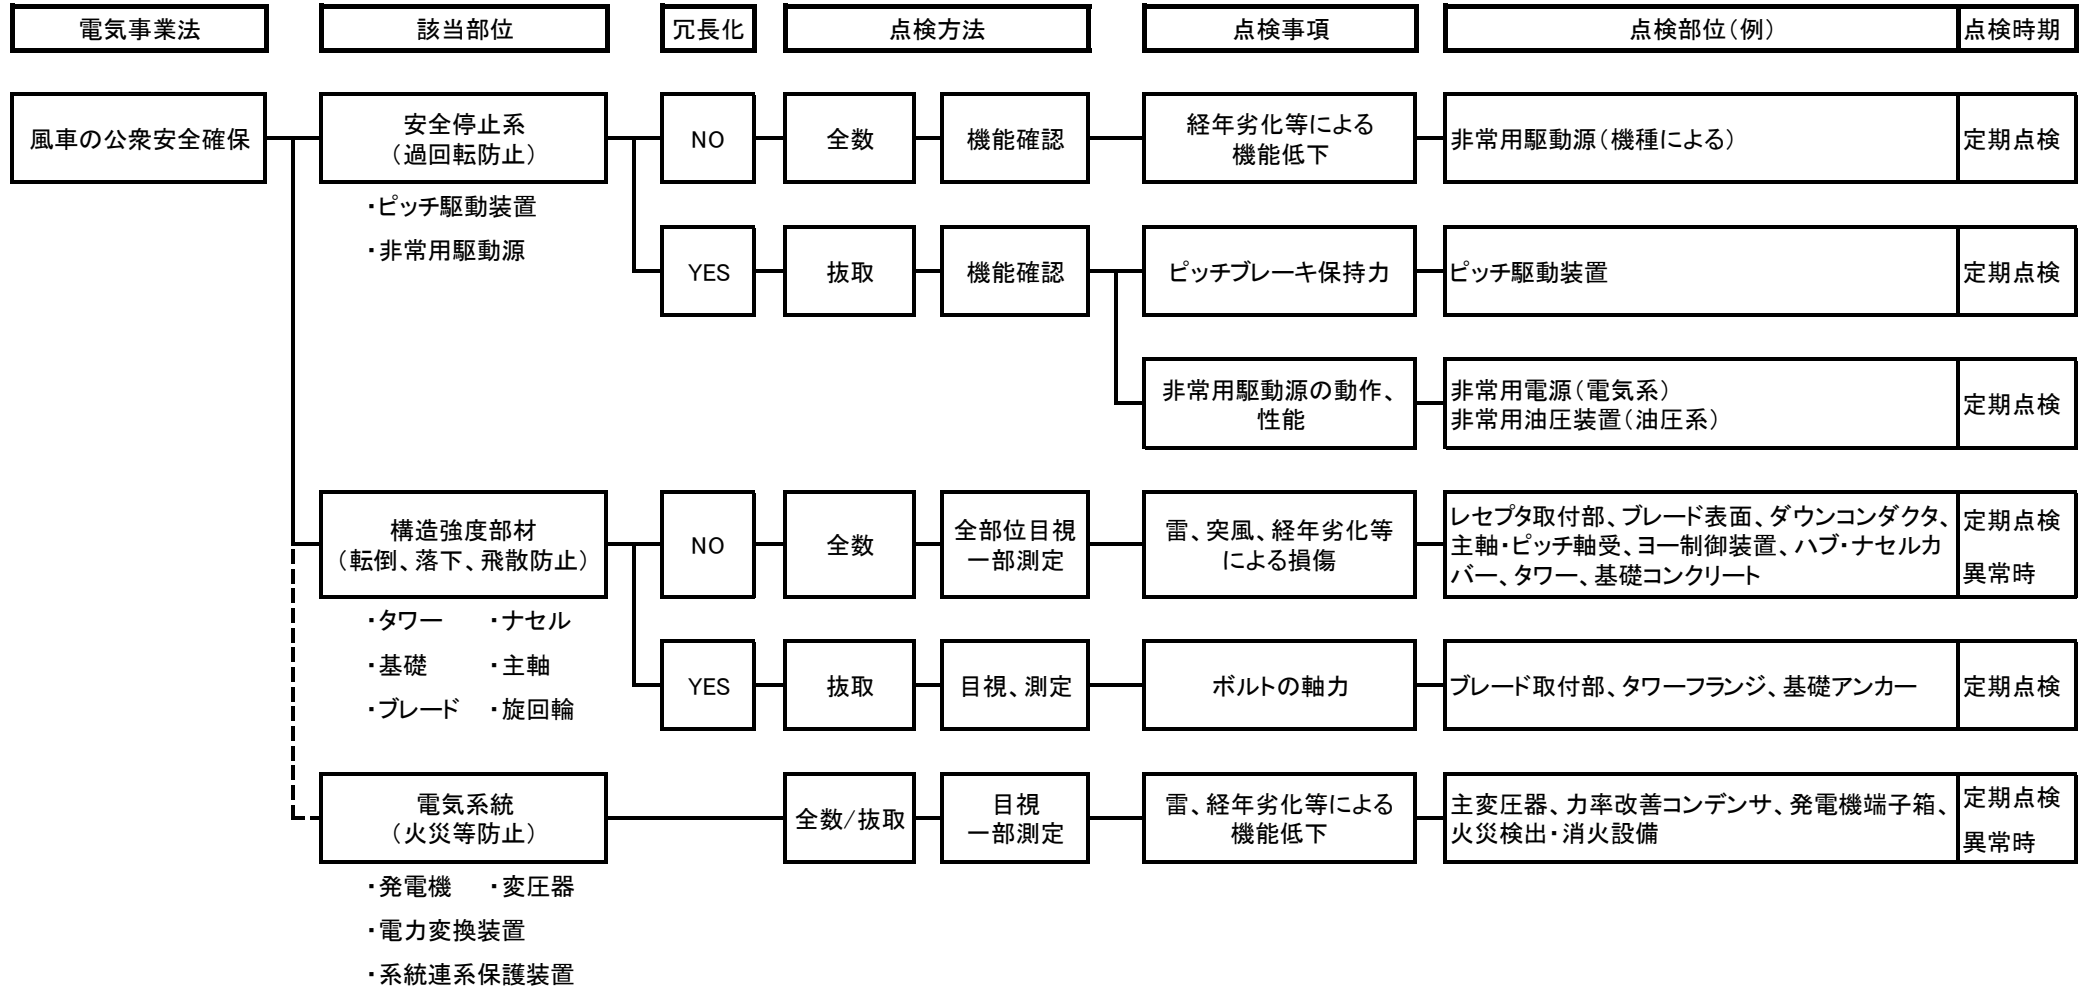 電気事業法
該当部位
冗長化
点検方法
点検事項
点検部位(例)
点検時期
風車の公衆安全確保
安全停止系
(過回転防止)
・ピッチ駆動装置
・非常用駆動源
NO
全数
機能確認
経年劣化等による
機能低下
非常用駆動源(機種による)
定期点検
YES
抜取
機能確認
ピッチブレーキ保持力
ピッチ駆動装置
定期点検
非常用駆動源の動作、
性能
非常用電源(電気系)
非常用油圧装置(油圧系)
定期点検
構造強度部材
(転倒、落下、飛散防止)
・タワー ・ナセル
・基礎 ・主軸
・ブレード ・旋回輪
NO
全数
全部位目視
一部測定
雷、突風、経年劣化等
による損傷
レセプタ取付部、ブレード表面、ダウンコンダクタ、
主軸・ピッチ軸受、ヨー制御装置、ハブ・ナセルカ
バー、タワー、基礎コンクリート
定期点検
異常時
YES
抜取
目視、測定
ボルトの軸力
ブレード取付部、タワーフランジ、基礎アンカー
定期点検
電気系統
(火災等防止)
・発電機 ・変圧器
・電力変換装置
・系統連系保護装置
全数/抜取
目視
一部測定
雷、経年劣化等による
機能低下
主変圧器、力率改善コンデンサ、発電機端子箱、
火災検出・消火設備
定期点検
異常時